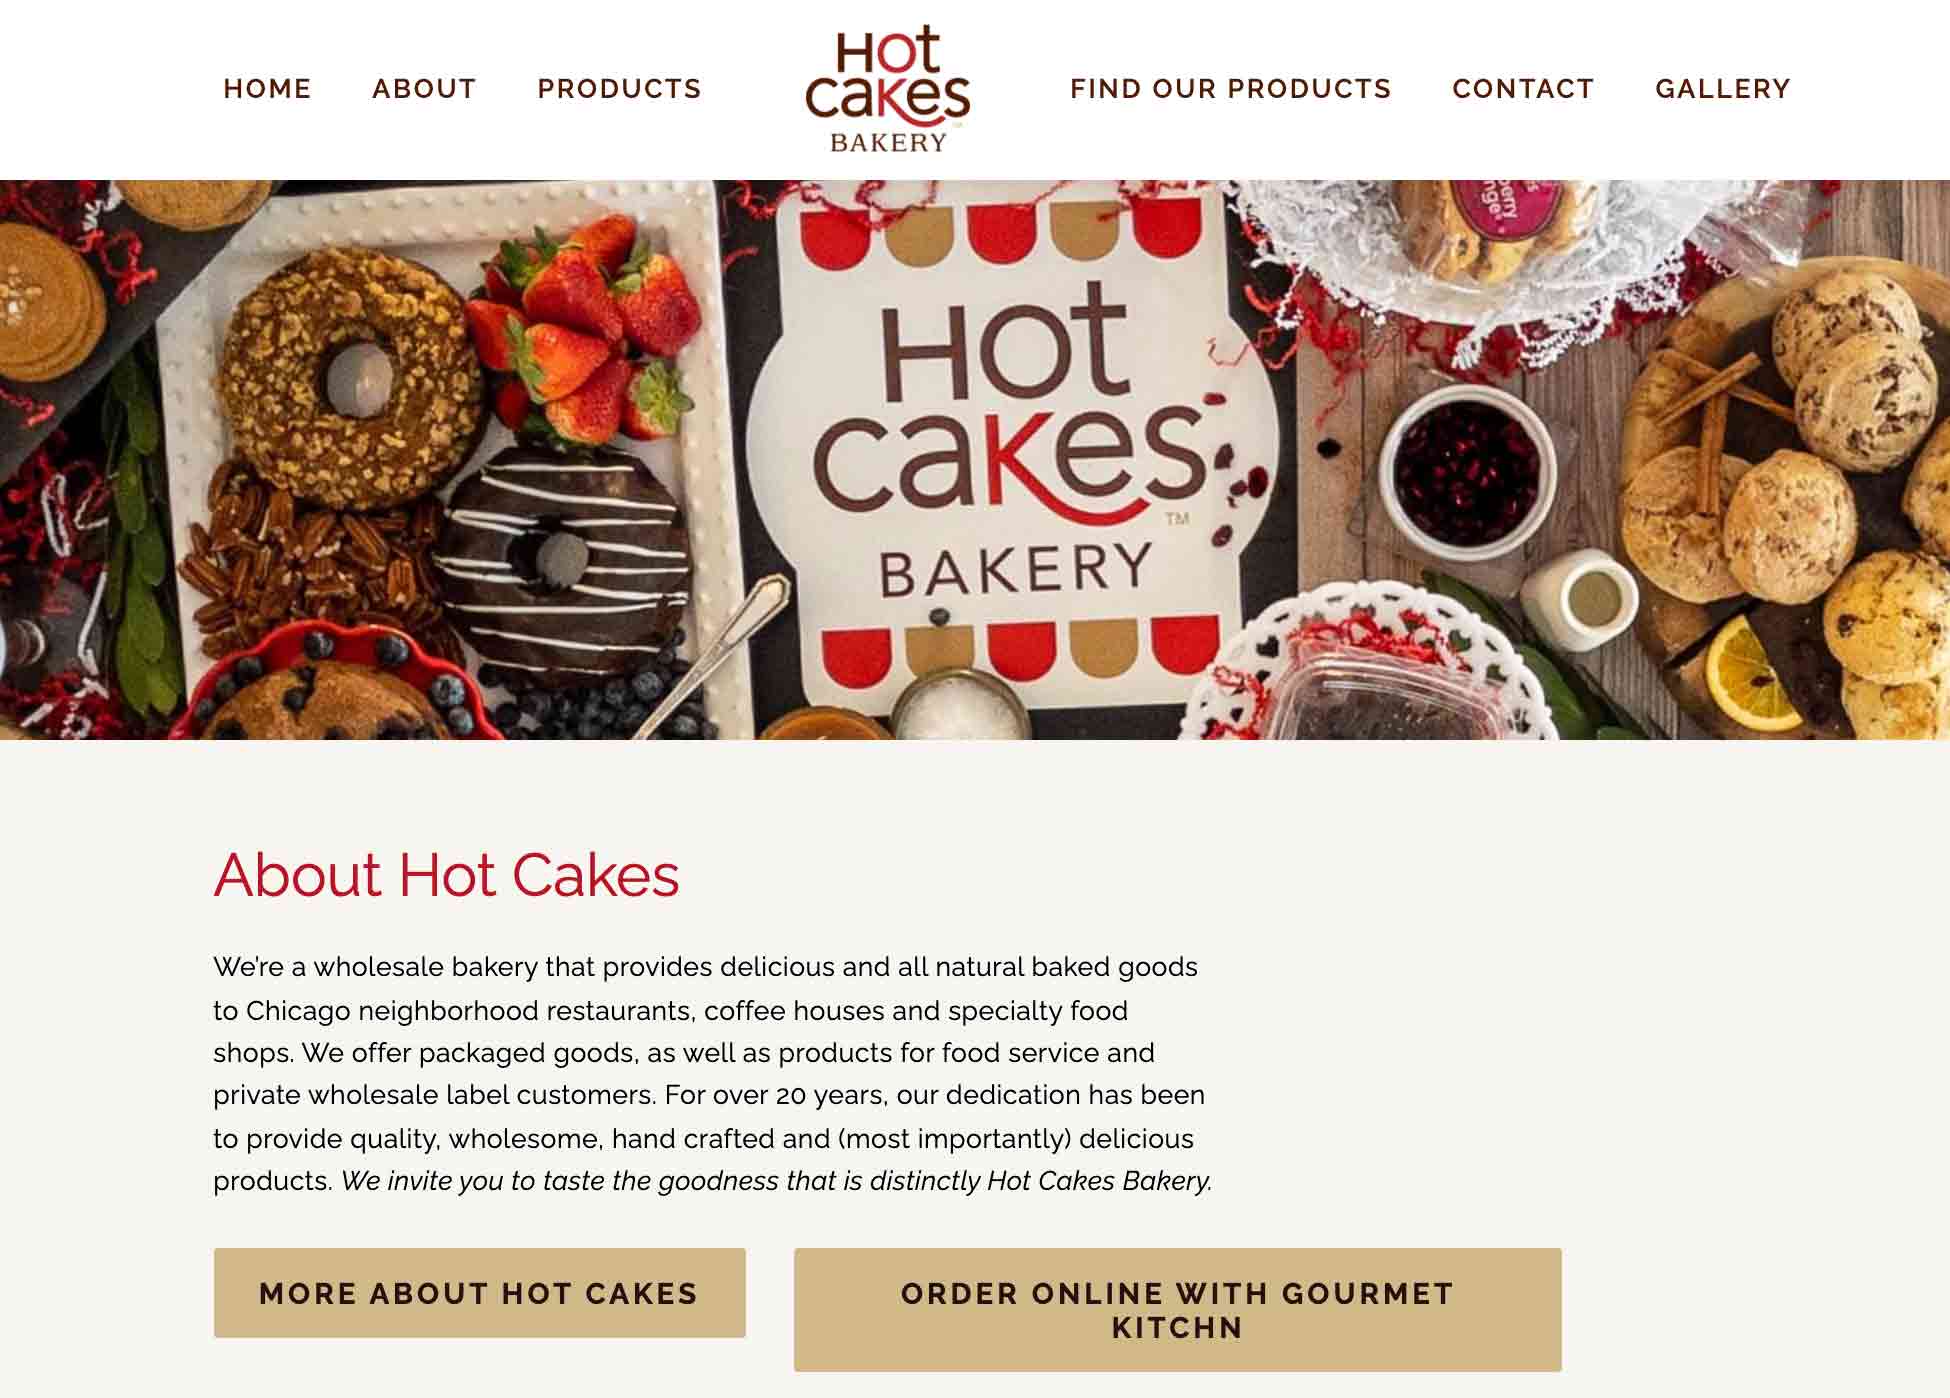 HOME ABOUT PRODUCTS
Hot
cakes
BAKERY
FIND OUR PRODUCTS CONTACT GALLERY
Hot
cakes
TM
BAKERY
About Hot Cakes
We're a wholesale bakery that provides delicious and all natural baked goods
to Chicago neighborhood restaurants, coffee houses and specialty food
shops. We offer packaged goods, as well as products for food service and
private wholesale label customers. For over 20 years, our dedication has been
to provide quality, wholesome, hand crafted and (most importantly) delicious
products. We invite you to taste the goodness that is distinctly Hot Cakes Bakery.
MORE ABOUT HOT CAKES
ORDER ONLINE WITH GOURMET
KITCHN